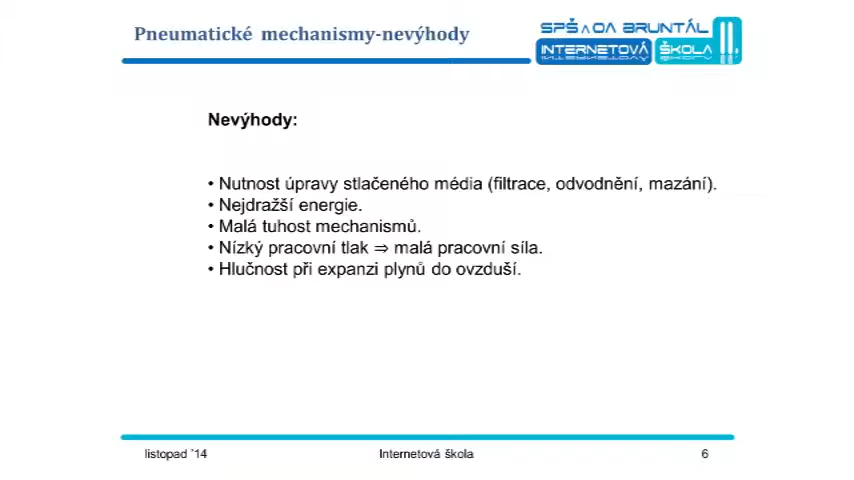 Pneumatické mechanismy-nevýhody
SPŠ A OA BRUNTÁL
INTERNETOVÁ ŠKOLA II.
Nevýhody:
• Nutnost úpravy stlačeného média (filtrace, odvodnění, mazání).
• Nejdražší energie.
• Malá tuhost mechanismů.
• Nízký pracovní tlak ⇒ malá pracovní síla.
• Hlučnost při expanzi plynů do ovzduší.
listopad ’14 Internetová škola 6